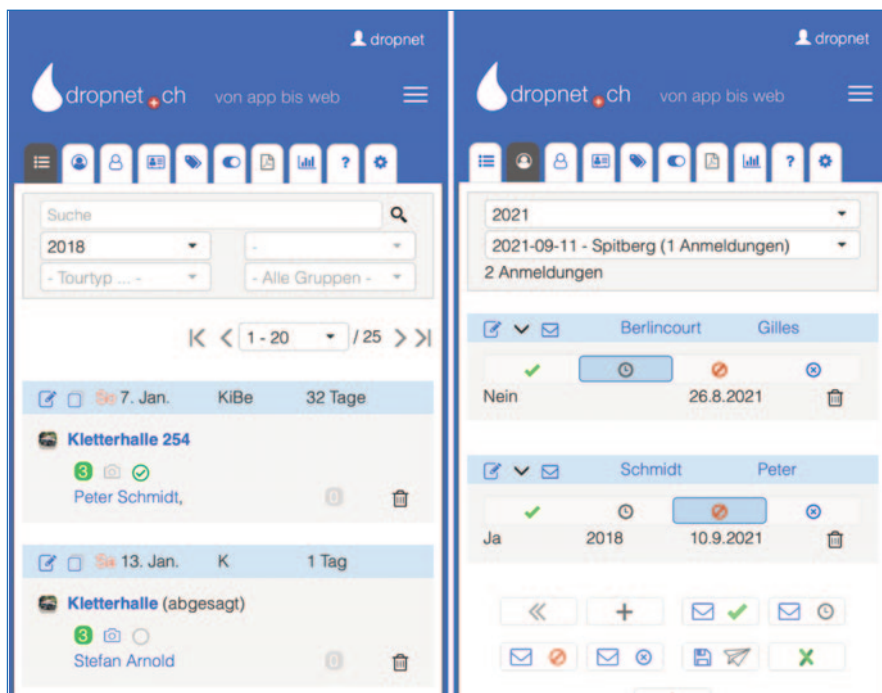 dropnet
dropnet.ch von app bis web
?
Suche
2018
-
- Tourtyp ... -
- Alle Gruppen -
1 - 20 / 25
7. Jan. KiBe 32 Tage
Kletterhalle 254
3
Peter Schmidt, 0
13. Jan. K 1 Tag
Kletterhalle (abgesagt)
3
Stefan Arnold 0
dropnet
dropnet.ch von app bis web
?
2021
2021-09-11 - Spitberg (1 Anmeldungen)
2 Anmeldungen
Berlincourt Gilles
Nein 26.8.2021
Schmidt Peter
Ja 2018 10.9.2021